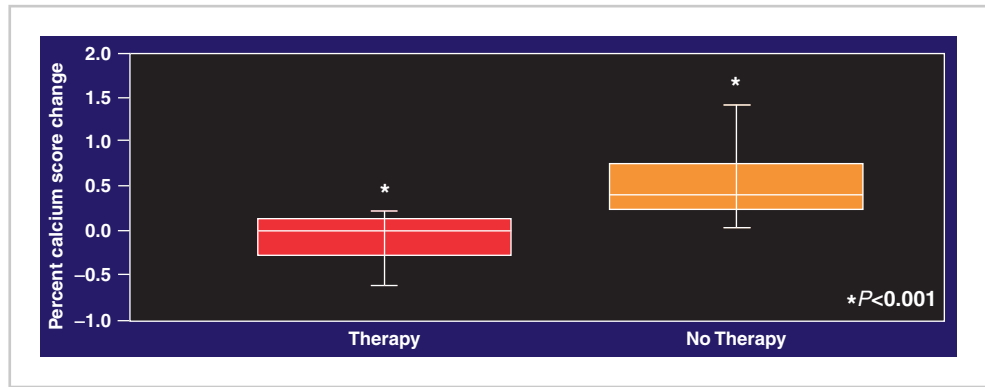 Percent calcium score change
2.0
1.5
1.0
0.5
0.0
–0.5
–1.0
*
*
*P<0.001
Therapy
No Therapy